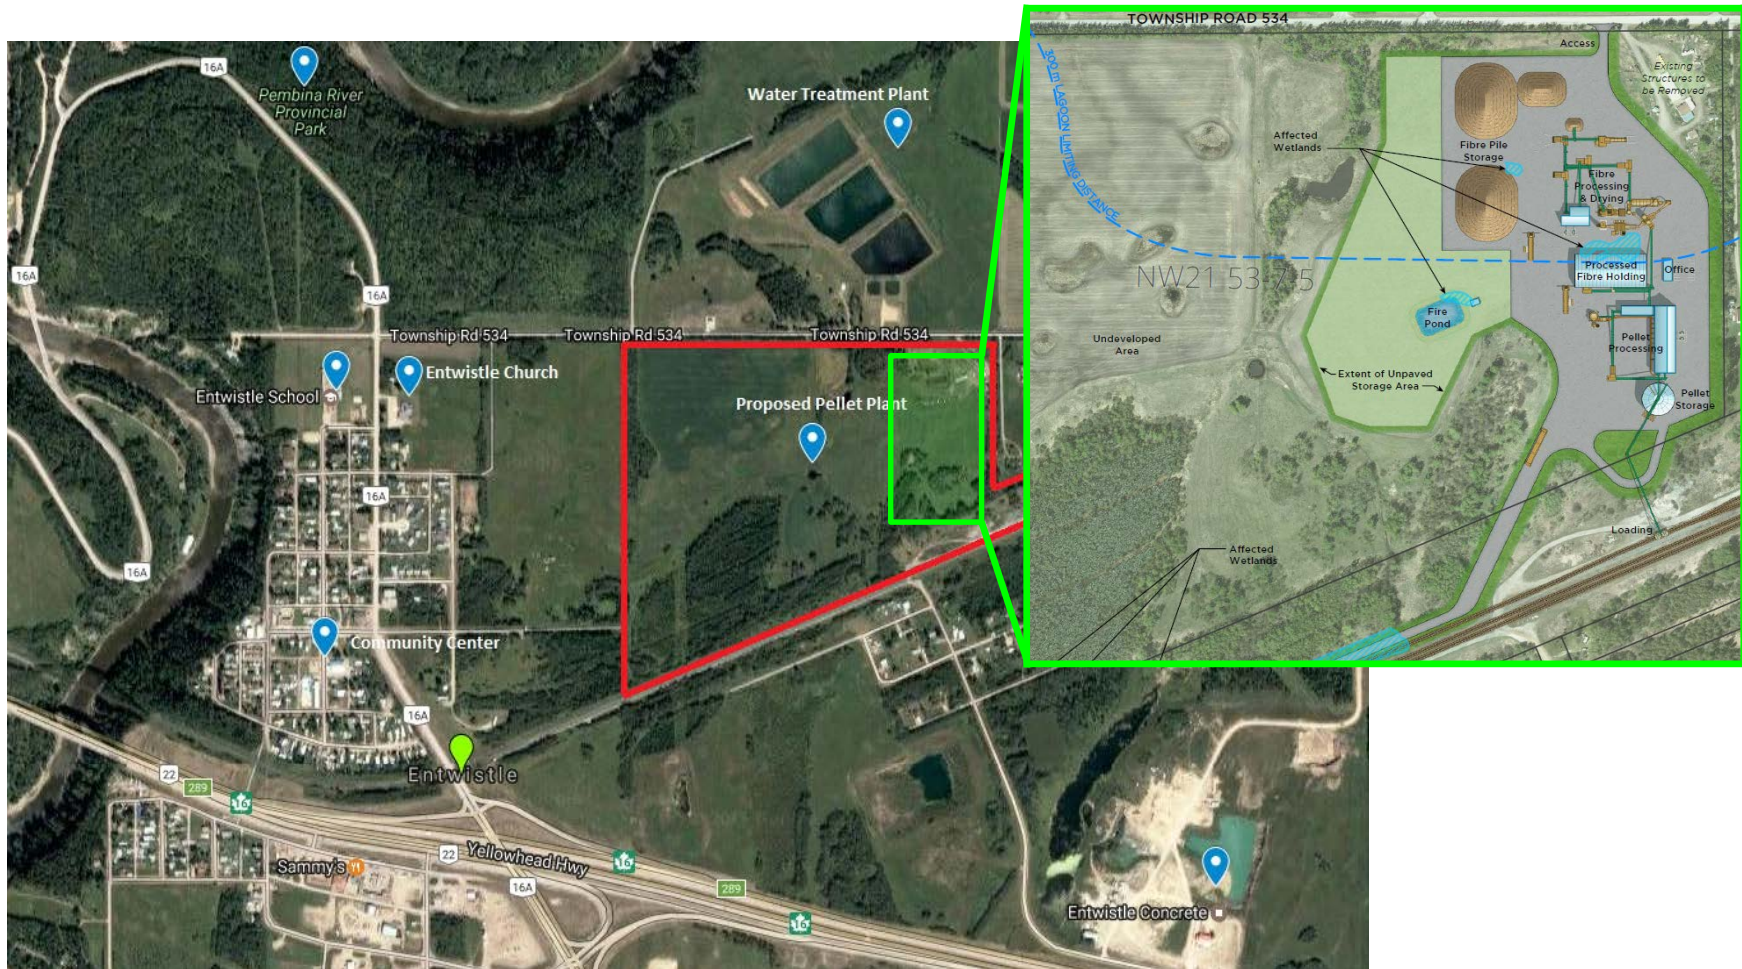 16A
Pembina River
Provincial
Park
Water Treatment Plant
16A
16A
Township Rd 534
Township Rd 534
Township Rd 534
Entwistle Church
Entwistle School
Proposed Pellet Plant
16A
16A
Community Center
16A
Entwistle
22
289
16
Sammy's
22
Yellowhead Hwy
16
16A
289
16
Entwistle Concrete
TOWNSHIP ROAD 534
Access
300 m LAGOON LIMITING DISTANCE
Existing
Structures to
be Removed
Affected
Wetlands
Fibre Pile
Storage
Fibre
Processing
& Drying
NW21 53-7-5
Processed
Fibre Holding
Office
Fire
Pond
Undeveloped
Area
Pellet
Processing
Extent of Unpaved
Storage Area
Pellet
Storage
Loading
Affected
Wetlands